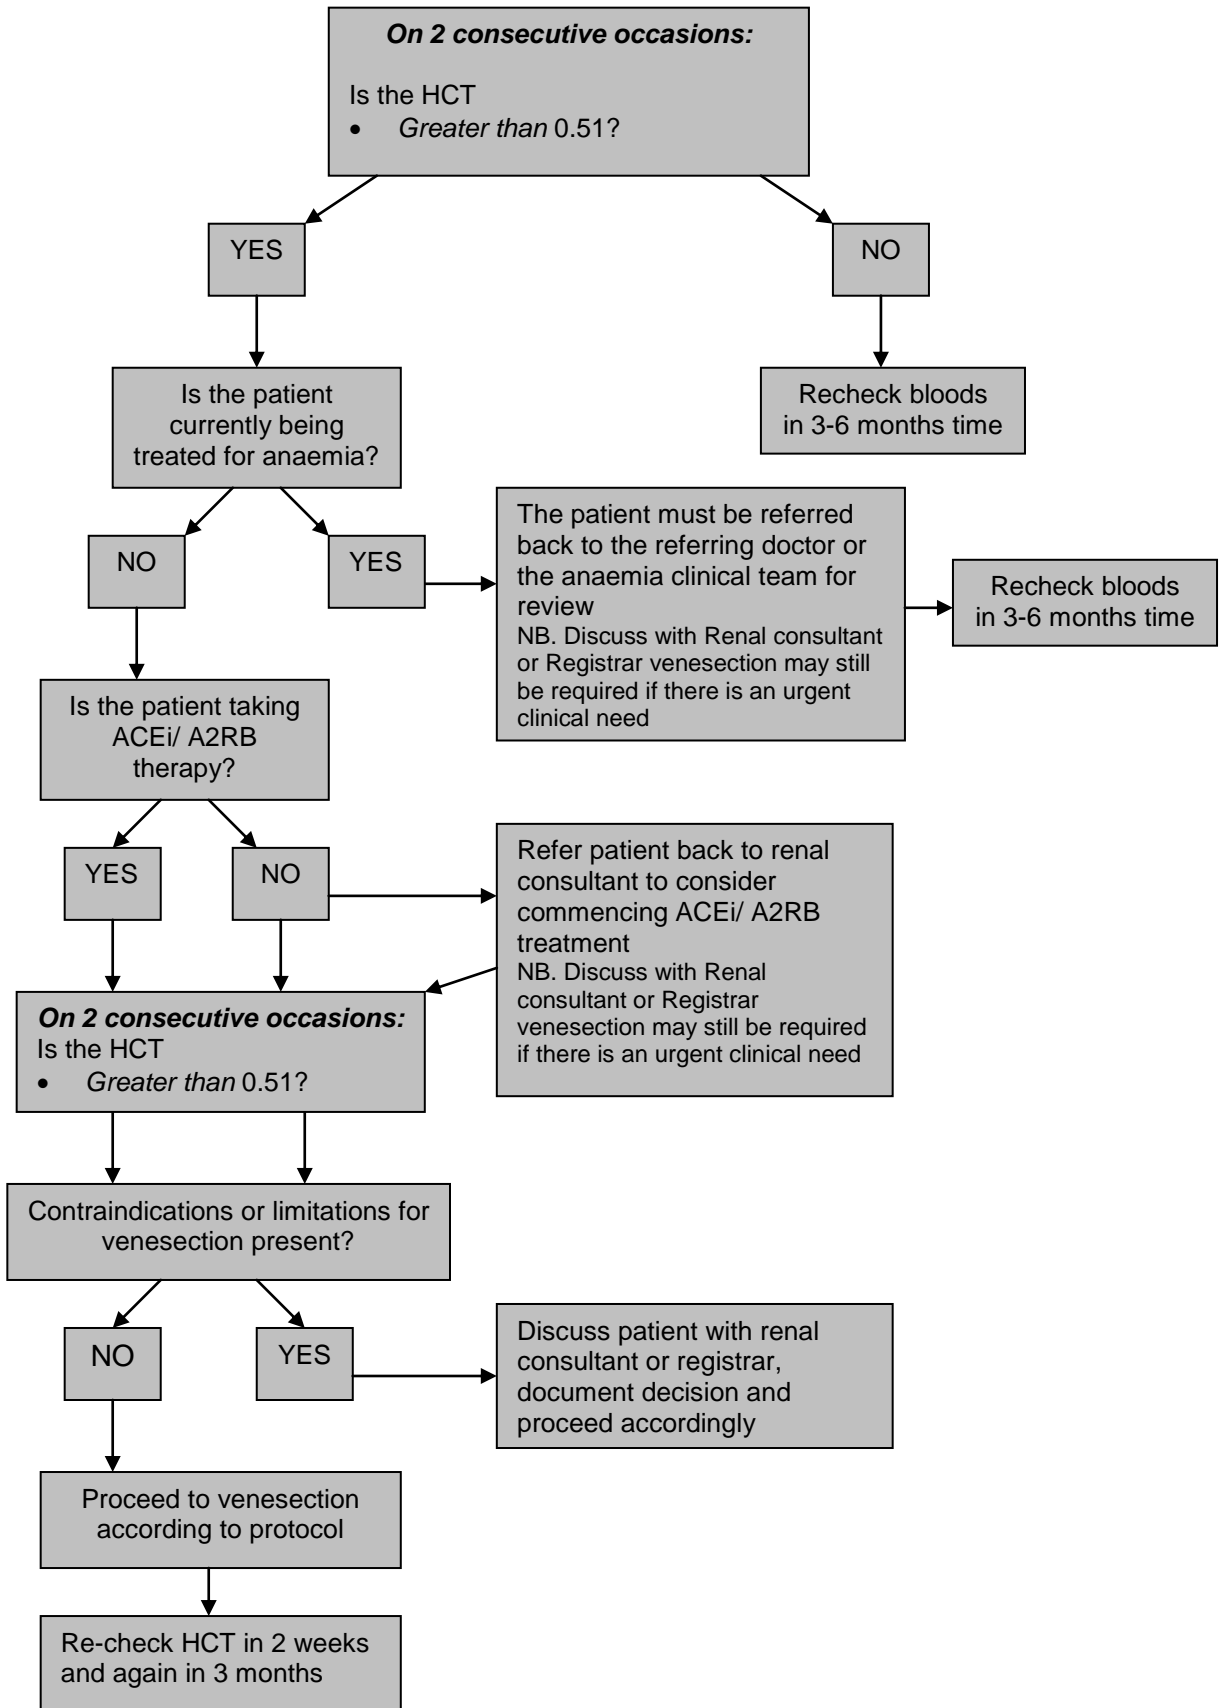 On 2 consecutive occasions:
Is the HCT
• Greater than 0.51?
YES
NO
Is the patient
currently being
treated for anaemia?
Recheck bloods
in 3-6 months time
NO
YES
The patient must be referred
back to the referring doctor or
the anaemia clinical team for
review
NB. Discuss with Renal consultant
or Registrar venesection may still
be required if there is an urgent
clinical need
Recheck bloods
in 3-6 months time
Is the patient taking
ACEi/ A2RB
therapy?
YES
NO
Refer patient back to renal
consultant to consider
commencing ACEi/ A2RB
treatment
NB. Discuss with Renal
consultant or Registrar
venesection may still be required
if there is an urgent clinical need
On 2 consecutive occasions:
Is the HCT
• Greater than 0.51?
Contraindications or limitations for
venesection present?
NO
YES
Discuss patient with renal
consultant or registrar,
document decision and
proceed accordingly
Proceed to venesection
according to protocol
Re-check HCT in 2 weeks
and again in 3 months